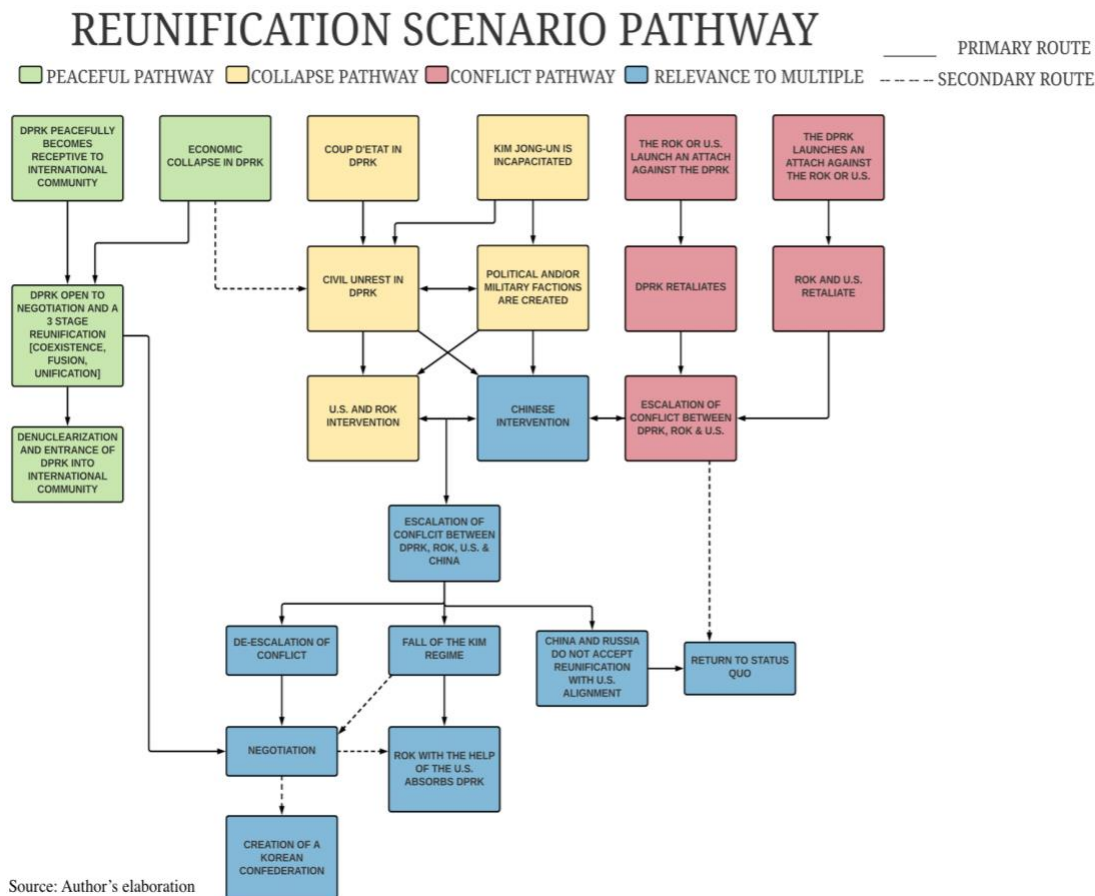 REUNIFICATION SCENARIO PATHWAY
PEACEFUL PATHWAY
COLLAPSE PATHWAY
CONFLICT PATHWAY
RELEVANCE TO MULTIPLE
PRIMARY ROUTE
SECONDARY ROUTE
DPRK PEACEFULLY
BECOMES
RECEPTIVE TO
INTERNATIONAL
COMMUNITY
ECONOMIC
COLLAPSE IN DPRK
COUP D'ETAT IN
DPRK
KIM JONG-UN IS
INCAPACITATED
THE ROK OR U.S.
LAUNCH AN ATTACH
AGAINST THE DPRK
THE DPRK
LAUNCHES AN
ATTACH AGAINST
THE ROK OR U.S.
DPRK OPEN TO
NEGOTIATION AND A
3 STAGE
REUNIFICATION
[COEXISTENCE,
FUSION,
UNIFICATION]
CIVIL UNREST IN
DPRK
POLITICAL AND/OR
MILITARY FACTIONS
ARE CREATED
DPRK RETALIATES
ROK AND U.S.
RETALIATE
DENUCLEARIZATION
AND ENTRANCE OF
DPRK INTO
INTERNATIONAL
COMMUNITY
U.S. AND ROK
INTERVENTION
CHINESE
INTERVENTION
ESCALATION OF
CONFLICT BETWEEN
DPRK, ROK & U.S.
ESCALATION OF
CONFLCIT BETWEEN
DPRK, ROK, U.S. &
CHINA
DE-ESCALATION OF
CONFLICT
FALL OF THE KIM
REGIME
CHINA AND RUSSIA
DO NOT ACCEPT
REUNIFICATION
WITH U.S.
ALIGNMENT
RETURN TO STATUS
QUO
NEGOTIATION
ROK WITH THE HELP
OF THE U.S.
ABSORBS DPRK
CREATION OF A
KOREAN
CONFEDERATION
Source: Author's elaboration